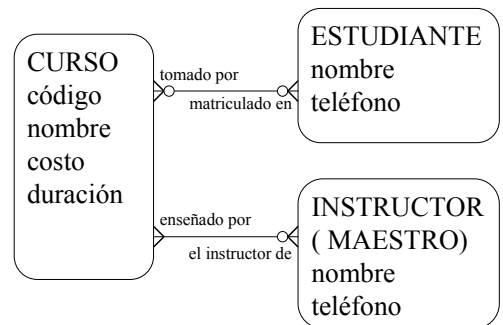 CURSO
código
nombre
costo
duración
tomado por
matriculado en
ESTUDIANTE
nombre
teléfono
enseñado por
el instructor de
INSTRUCTOR
( MAESTRO)
nombre
teléfono